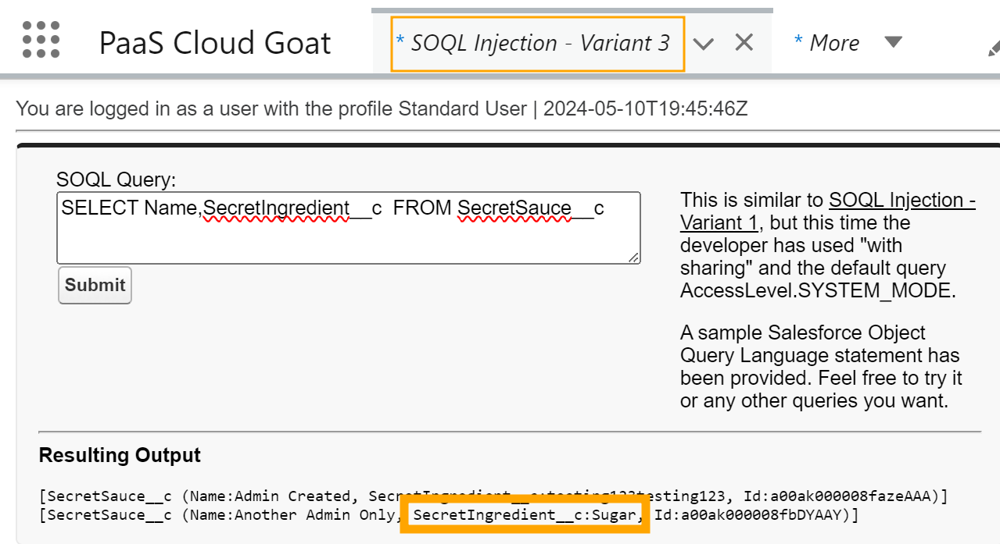 PaaS Cloud Goat
* SOQL Injection - Variant 3
* More
You are logged in as a user with the profile Standard User | 2024-05-10T19:45:46Z
SOQL Query:
SELECT Name,SecretIngredient__c  FROM SecretSauce__c
Submit
This is similar to SOQL Injection -
Variant 1, but this time the
developer has used "with
sharing" and the default query
AccessLevel.SYSTEM_MODE.
A sample Salesforce Object
Query Language statement has
been provided. Feel free to try it
or any other queries you want.
Resulting Output
[SecretSauce__c (Name:Admin Created, SecretIngredient__c:testing123testing123, Id:a00ak000008fazeAAA)]
[SecretSauce__c (Name:Another Admin Only, SecretIngredient__c:Sugar, Id:a00ak000008fbDYAAY)]